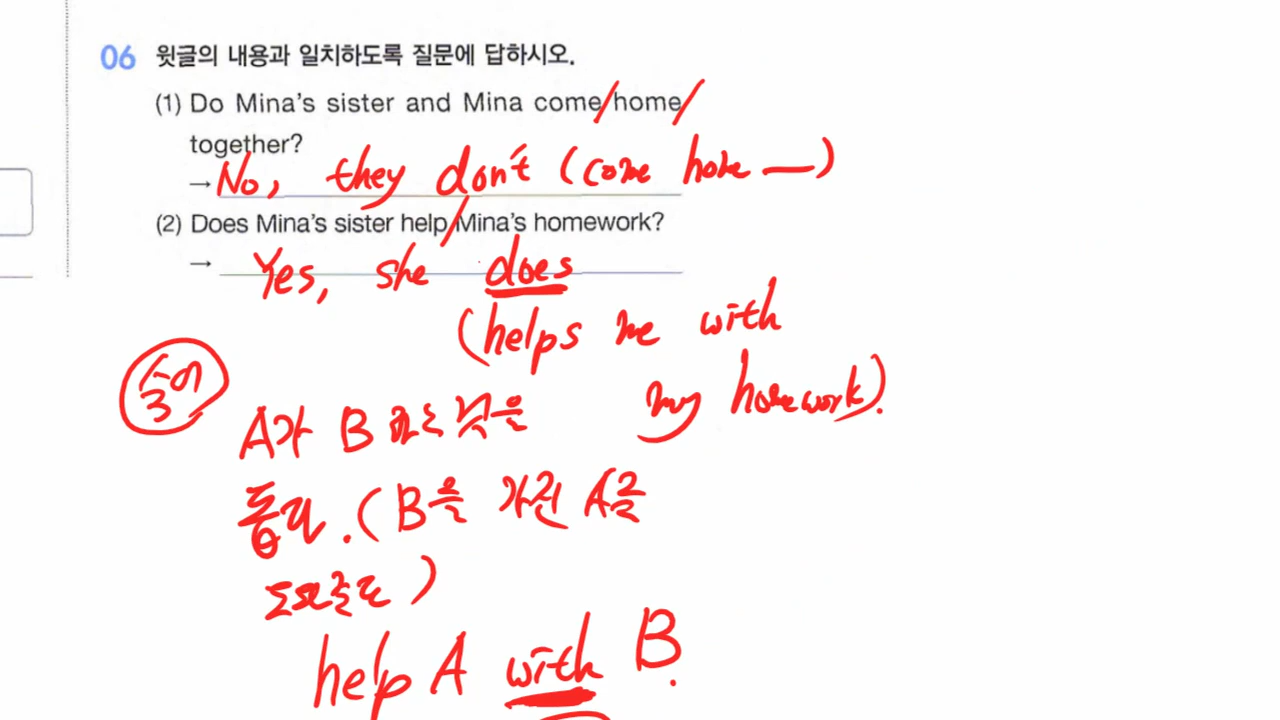 06 윗글의 내용과 일치하도록 질문에 답하시오.
(1) Do Mina's sister and Mina come/home/
together?
→ No, they don't (come home —)
(2) Does Mina's sister help/Mina's homework?
→ Yes, she does
(helps me with
my homework).
숙어
A가 B 하는 것을
돕다. (B을 가진 A를
도와줄 때)
help A with B.